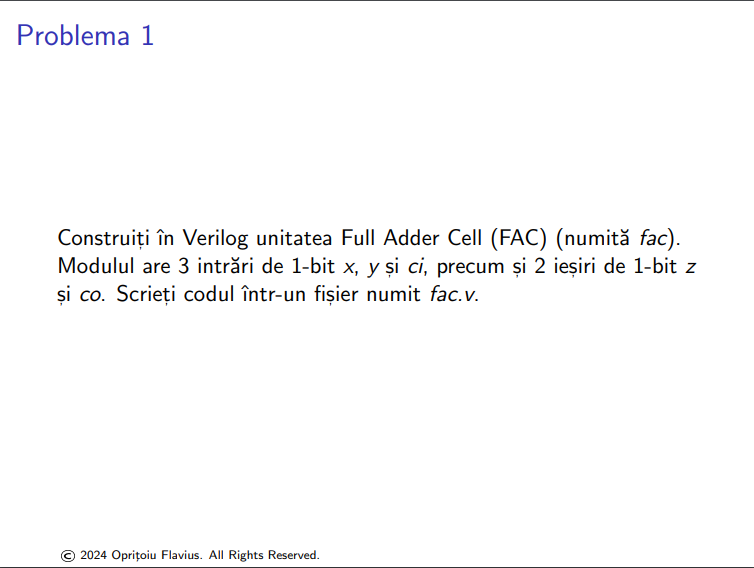 Problema 1
Construiți în Verilog unitatea Full Adder Cell (FAC) (numită fac).
Modulul are 3 intrări de 1-bit x, y și ci, precum și 2 ieșiri de 1-bit z
și co. Scrieți codul într-un fișier numit fac.v.
© 2024 Oprițoiu Flavius. All Rights Reserved.